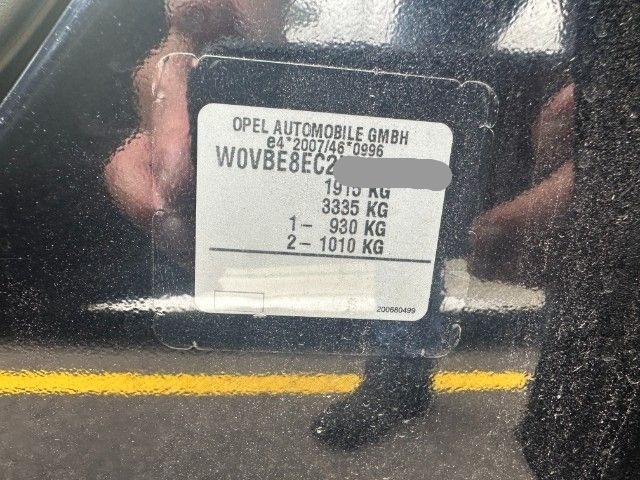 OPEL AUTOMOBILE GMBH
e4*2007/46*0996
W0VBE8EC2
1915 KG
3335 KG
1– 930 KG
2– 1010 KG
200680499